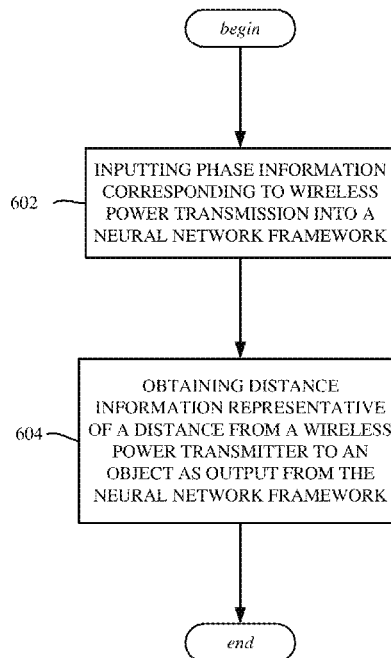 begin
602
INPUTTING PHASE INFORMATION
CORRESPONDING TO WIRELESS
POWER TRANSMISSION INTO A
NEURAL NETWORK FRAMEWORK
604
OBTAINING DISTANCE
INFORMATION REPRESENTATIVE
OF A DISTANCE FROM A WIRELESS
POWER TRANSMITTER TO AN
OBJECT AS OUTPUT FROM THE
NEURAL NETWORK FRAMEWORK
end